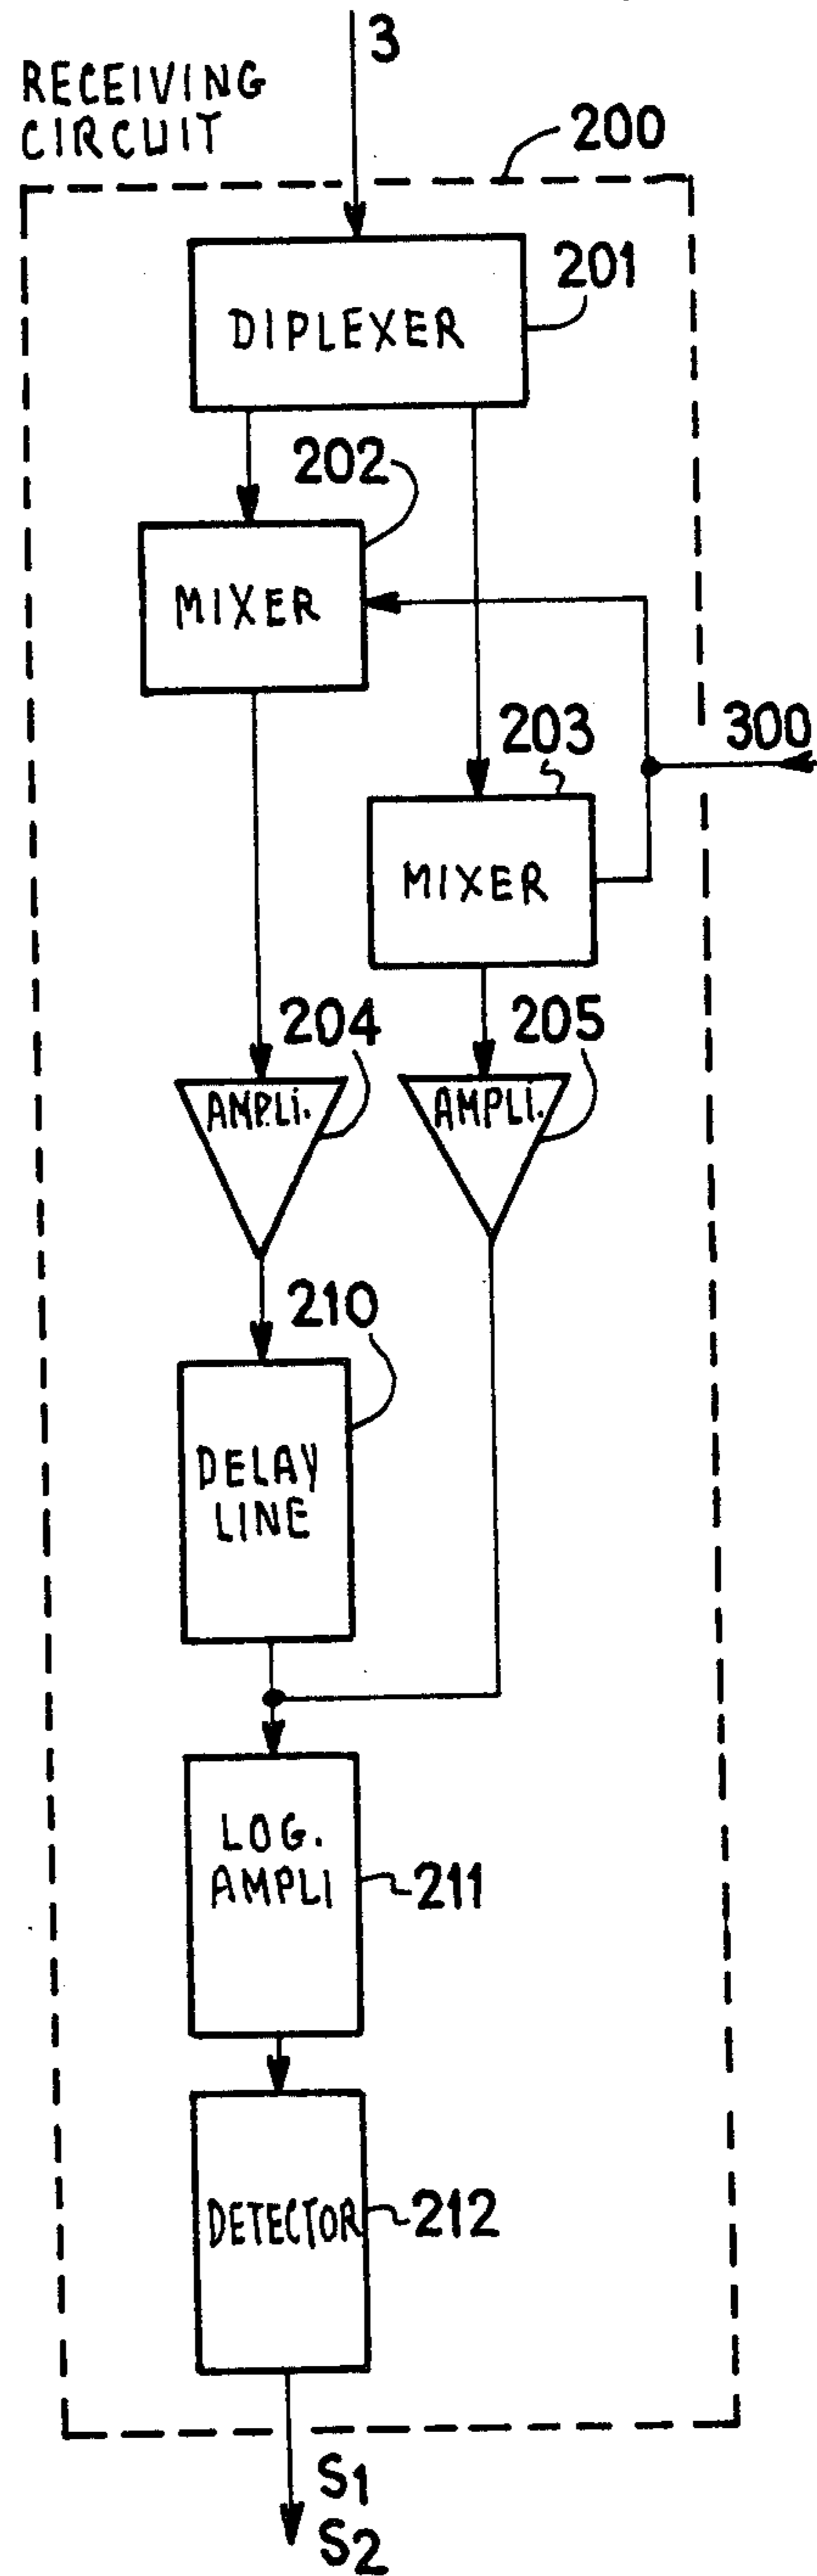 3
RECEIVING
CIRCUIT
200
201
DIPLEXER
202
MIXER
203
300
MIXER
204
205
AMPLI.
AMPLI.
210
DELAY
LINE
LOG.
AMPLI
211
DETECTOR
212
S1
S2